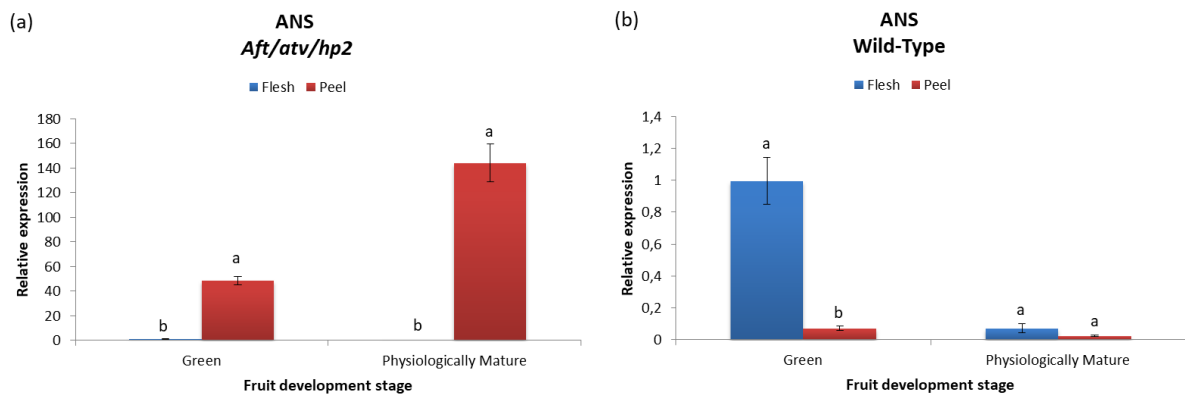 (a)
ANS
Aft/atv/hp2
Flesh Peel
Relative expression
180
160
140
120
100
80
60
40
20
0
b
a
b
a
Green Physiologically Mature
Fruit development stage
(b)
ANS
Wild-Type
Flesh Peel
Relative expression
1,4
1,2
1
0,8
0,6
0,4
0,2
0
a
b
a
a
Green Physiologically Mature
Fruit development stage